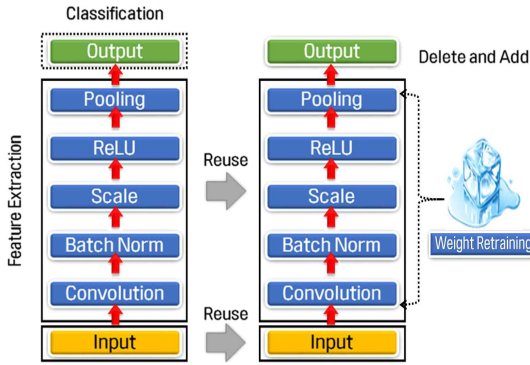 Classification
Output
Pooling
ReLU
Scale
Batch Norm
Convolution
Input
Feature Extraction
Reuse
Reuse
Output
Pooling
ReLU
Scale
Batch Norm
Convolution
Input
Delete and Add
Weight Retraining